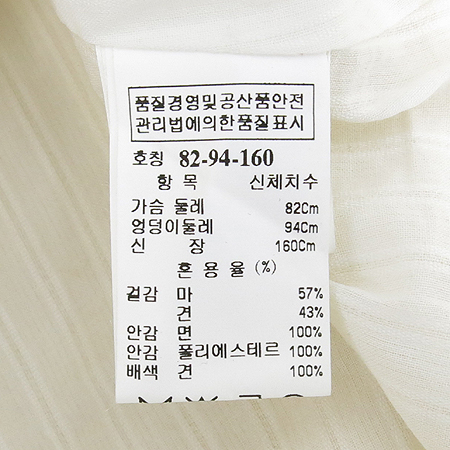 품질경영및공산품안전
관리법에의한품질표시
호칭 82-94-160
항 목 신체치수
가슴 둘레 82Cm
엉덩이둘레 94Cm
신 장 160Cm
혼 용 율 (%)
겉감 마 57%
견 43%
안감 면 100%
안감 폴리에스테르 100%
배색 견 100%